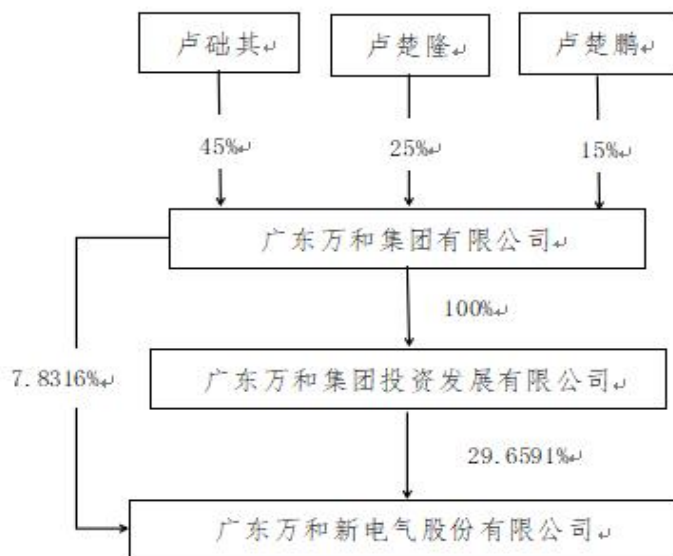 卢础其
卢楚隆
卢楚鹏
45%
25%
15%
广东万和集团有限公司
100%
7.8316%
广东万和集团投资发展有限公司
29.6591%
广东万和新电气股份有限公司